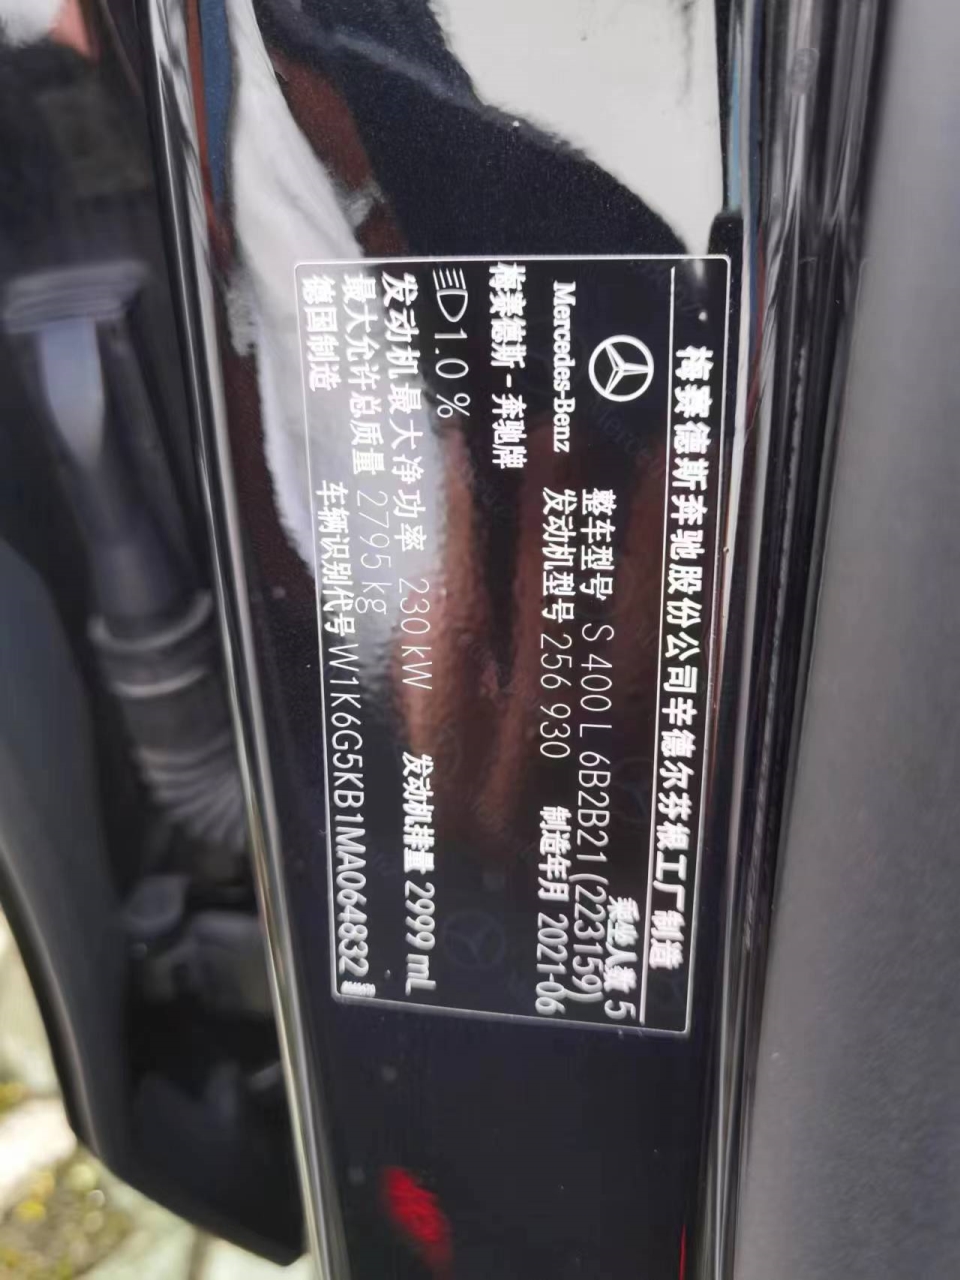 梅赛德斯奔驰股份公司辛德尔芬根工厂制造
乘坐人数 5
Mercedes-Benz
整车型号 S 400 L 6B2B21 (223159)
发动机型号 256 930
制造年月 2021-06
梅赛德斯-奔驰牌
1.0 %
发动机最大净功率 230 kW
发动机排量 2999 mL
最大允许总质量 2795 kg
德国制造
车辆识别代号 W1K6G5KB1MA064832